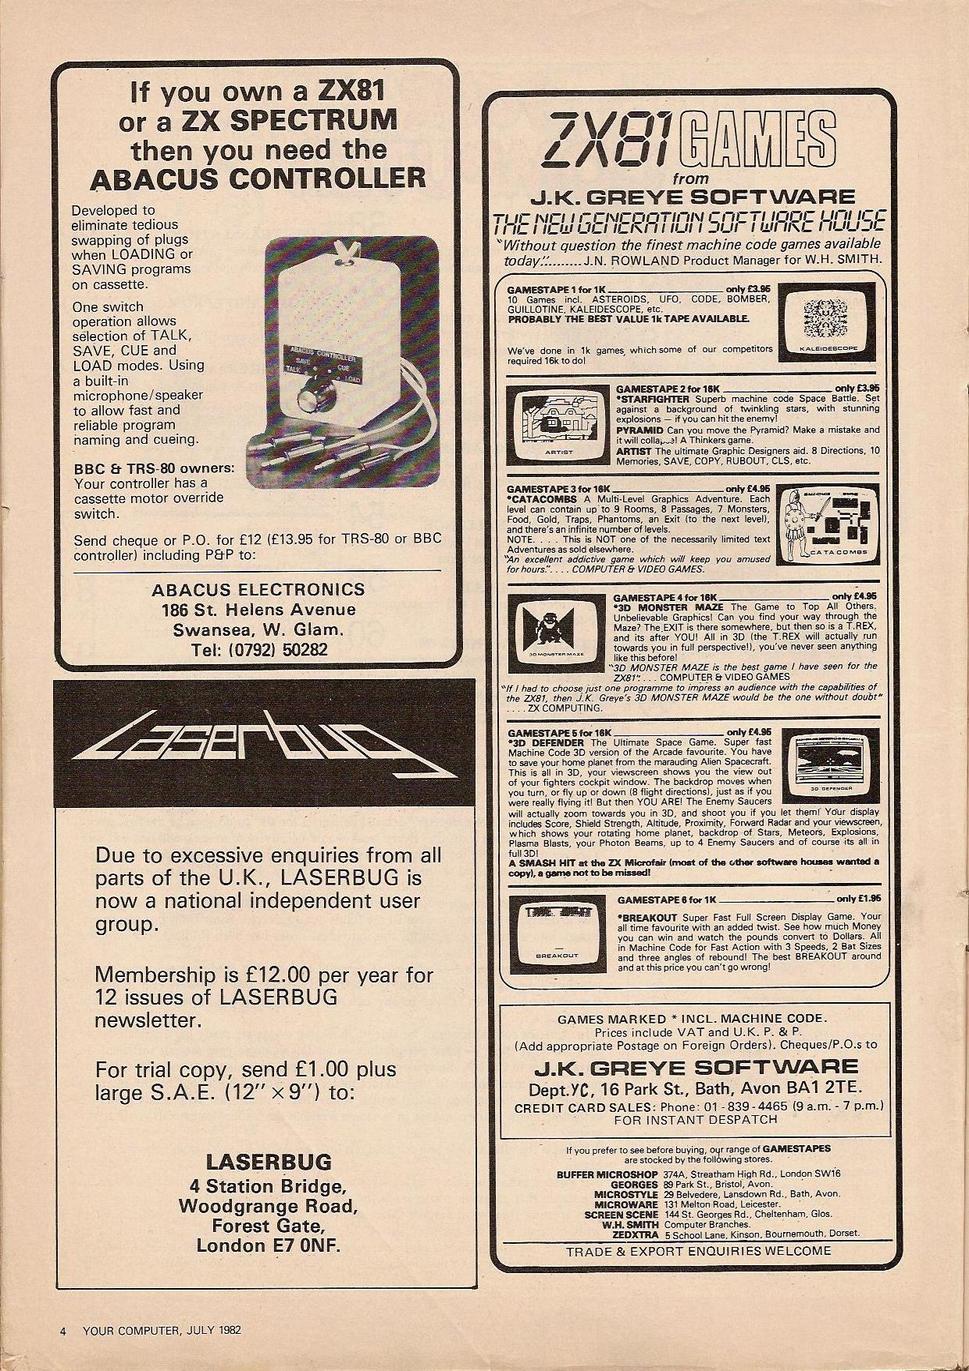 If you own a ZX81
or a ZX SPECTRUM
then you need the
ABACUS CONTROLLER
Developed to
eliminate tedious
swapping of plugs
when LOADING or
SAVING programs
on cassette.
One switch
operation allows
selection of TALK,
SAVE, CUE and
LOAD modes. Using
a built-in
microphone/speaker
to allow fast and
reliable program
naming and cueing.
ABACUS CONTROLLER
SAVE CUE
TALK LOAD
BBC & TRS-80 owners:
Your controller has a
cassette motor override
switch.
Send cheque or P.O. for £12 (£13.95 for TRS-80 or BBC
controller) including P&P to:
ABACUS ELECTRONICS
186 St. Helens Avenue
Swansea, W. Glam.
Tel: (0792) 50282
Laserbug
Due to excessive enquiries from all
parts of the U.K., LASERBUG is
now a national independent user
group.
Membership is £12.00 per year for
12 issues of LASERBUG
newsletter.
For trial copy, send £1.00 plus
large S.A.E. (12" × 9") to:
LASERBUG
4 Station Bridge,
Woodgrange Road,
Forest Gate,
London E7 0NF.
ZX81 GAMES
from
J.K. GREYE SOFTWARE
THE NEW GENERATION SOFTWARE HOUSE
"Without question the finest machine code games available
today.".........J.N. ROWLAND Product Manager for W.H. SMITH.
GAMESTAPE 1 for 1K only £3.95
10 Games incl. ASTEROIDS, UFO, CODE, BOMBER,
GUILLOTINE, KALEIDESCOPE, etc.
PROBABLY THE BEST VALUE 1k TAPE AVAILABLE.
We've done in 1k games, which some of our competitors
required 16k to do!
KALEIDESCOPE
GAMESTAPE 2 for 16K only £3.95
*STARFIGHTER Superb machine code Space Battle. Set
against a background of twinkling stars, with stunning
explosions — if you can hit the enemy!
PYRAMID Can you move the Pyramid? Make a mistake and
it will A Thinkers game.
ARTIST The ultimate Graphic Designers aid. 8 Directions, 10
Memories, SAVE, COPY, RUBOUT, CLS, etc.
ARTIST
GAMESTAPE 3 for 16K only £4.95
*CATACOMBS A Multi-Level Graphics Adventure. Each
level can contain up to 9 Rooms, 8 Passages, 7 Monsters,
Food, Gold, Traps, Phantoms, an Exit (to the next level),
and there's an infinite number of levels.
NOTE. . . . . This is NOT one of the necessarily limited text
Adventures as sold elsewhere.
"An excellent addictive game which will keep you amused
for hours.". . . . COMPUTER & VIDEO GAMES.
CATACOMBS
GAMESTAPE 4 for 16K only £4.95
*3D MONSTER MAZE The Game to Top All Others.
Unbelievable Graphics! Can you find your way through the
Maze? The EXIT is there somewhere, but then so is a T.REX,
and its after YOU! All in 3D (the T.REX will actually run
towards you in full perspective!), you've never seen anything
like this before!
"3D MONSTER MAZE is the best game I have seen for the
ZX81". . . . COMPUTER & VIDEO GAMES
"If I had to choose just one programme to impress an audience with the capabilities of
the ZX81, then J.K. Greye's 3D MONSTER MAZE would be the one without doubt"
. . . . ZX COMPUTING.
3D MONSTER MAZE
GAMESTAPE 5 for 16K only £4.95
*3D DEFENDER The Ultimate Space Game. Super fast
Machine Code 3D version of the Arcade favourite. You have
to save your home planet from the marauding Alien Spacecraft.
This is all in 3D, your viewscreen shows you the view out
of your fighters cockpit window. The backdrop moves when
you turn, or fly up or down (8 flight directions), just as if you
were really flying it! But then YOU ARE! The Enemy Saucers
will actually zoom towards you in 3D, and shoot you if you let them! Your display
includes Score, Shield Strength, Altitude, Proximity, Forward Radar and your viewscreen,
which shows your rotating home planet, backdrop of Stars, Meteors, Explosions,
Plasma Blasts, your Photon Beams, up to 4 Enemy Saucers and of course its all in
full 3D!
A SMASH HIT at the ZX Microfair (most of the other software houses wanted a
copy), a game not to be missed!
3D DEFENDER
GAMESTAPE 6 for 1K only £1.95
*BREAKOUT Super Fast Full Screen Display Game. Your
all time favourite with an added twist. See how much Money
you can win and watch the pounds convert to Dollars. All
in Machine Code for Fast Action with 3 Speeds, 2 Bat Sizes
and three angles of rebound! The best BREAKOUT around
and at this price you can't go wrong!
BREAKOUT
GAMES MARKED * INCL. MACHINE CODE.
Prices include VAT and U.K. P. & P.
(Add appropriate Postage on Foreign Orders). Cheques/P.O.s to
J.K. GREYE SOFTWARE
Dept.YC, 16 Park St., Bath, Avon BA1 2TE.
CREDIT CARD SALES: Phone: 01-839-4465 (9 a.m. - 7 p.m.)
FOR INSTANT DESPATCH
If you prefer to see before buying, our range of GAMESTAPES
are stocked by the following stores.
BUFFER MICROSHOP 374A, Streatham High Rd., London SW16
GEORGES 89 Park St., Bristol, Avon.
MICROSTYLE 29 Belvedere, Lansdown Rd., Bath, Avon.
MICROWARE 131 Melton Road, Leicester.
SCREEN SCENE 144 St. Georges Rd., Cheltenham, Glos.
W.H. SMITH Computer Branches.
ZEDXTRA 5 School Lane, Kinson, Bournemouth, Dorset.
TRADE & EXPORT ENQUIRIES WELCOME
4 YOUR COMPUTER, JULY 1982